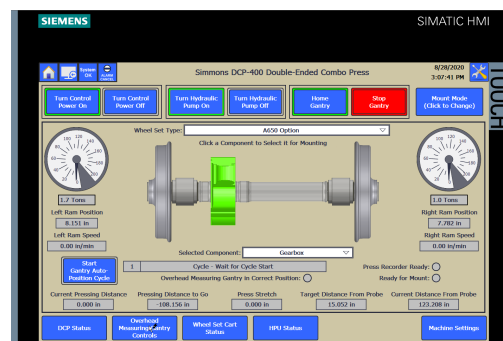 SIEMENS
SIMATIC HMI
TOUCH
System OK
ALARM CANCEL
Simmons DCP-400 Double-Ended Combo Press
8/28/2020
3:07:41 PM
Turn Control Power On
Turn Control Power Off
Turn Hydraulic Pump On
Turn Hydraulic Pump Off
Home Gantry
Stop Gantry
Mount Mode (Click to Change)
Wheel Set Type:
A650 Option
Click a Component to Select it for Mounting
1.7 Tons
Left Ram Position
8.151 in
Left Ram Speed
0.00 in/min
1.0 Tons
Right Ram Position
7.782 in
Right Ram Speed
0.00 in/min
Selected Component:
Gearbox
Start Gantry Auto-Position Cycle
1
Cycle - Wait for Cycle Start
Overhead Measuring Gantry in Correct Position:
Press Recorder Ready:
Ready for Mount:
Current Pressing Distance
0.000 in
Pressing Distance to Go
-108.156 in
Press Stretch
0.000 in
Target Distance From Probe
15.052 in
Current Distance From Probe
123.208 in
DCP Status
Overhead Measuring Gantry Controls
Wheel Set Cart Status
HPU Status
Machine Settings